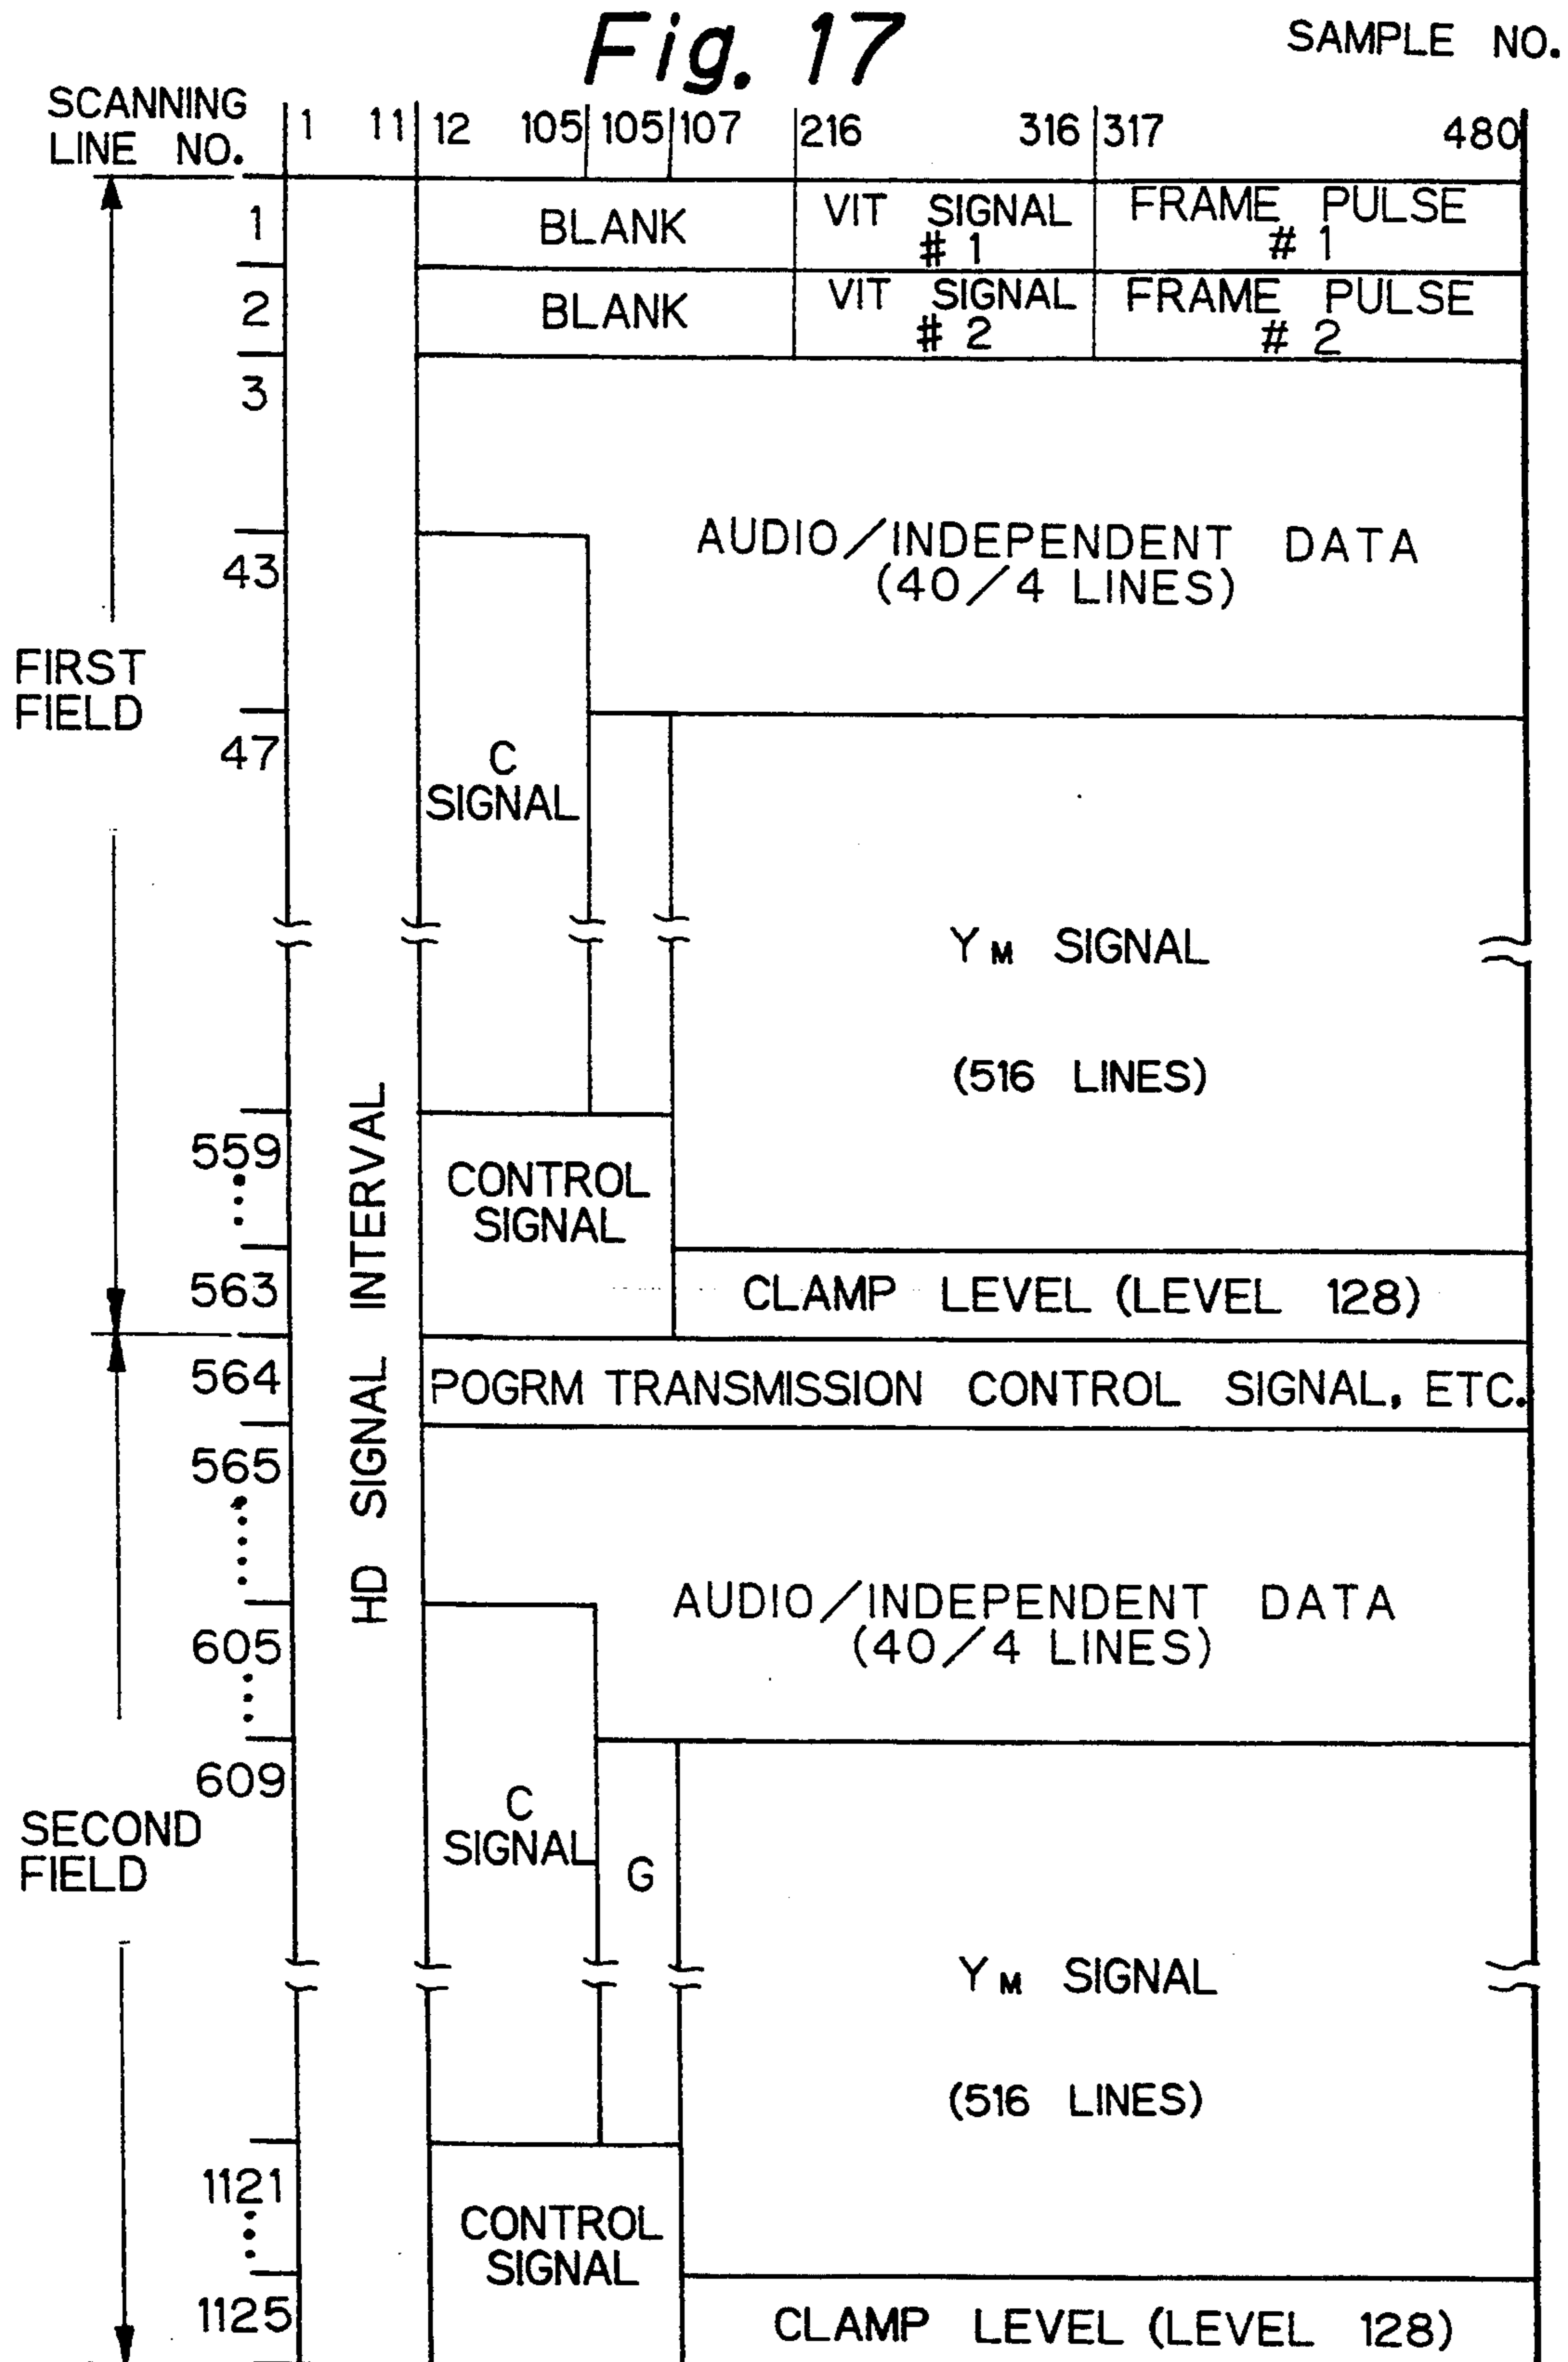 Fig. 17
SAMPLE NO.
SCANNING
LINE NO.
1 11 12 105 105 107 216 316 317 480
1 BLANK VIT SIGNAL # 1 FRAME PULSE # 1
2 BLANK VIT SIGNAL # 2 FRAME PULSE # 2
3
AUDIO/INDEPENDENT DATA
(40/4 LINES)
43
FIRST
FIELD
47
C
SIGNAL
YM SIGNAL
(516 LINES)
HD SIGNAL INTERVAL
559
CONTROL
SIGNAL
563
CLAMP LEVEL (LEVEL 128)
564
POGRM TRANSMISSION CONTROL SIGNAL, ETC.
565
AUDIO/INDEPENDENT DATA
(40/4 LINES)
605
609
SECOND
FIELD
C
SIGNAL
G
YM SIGNAL
(516 LINES)
1121
CONTROL
SIGNAL
1125
CLAMP LEVEL (LEVEL 128)